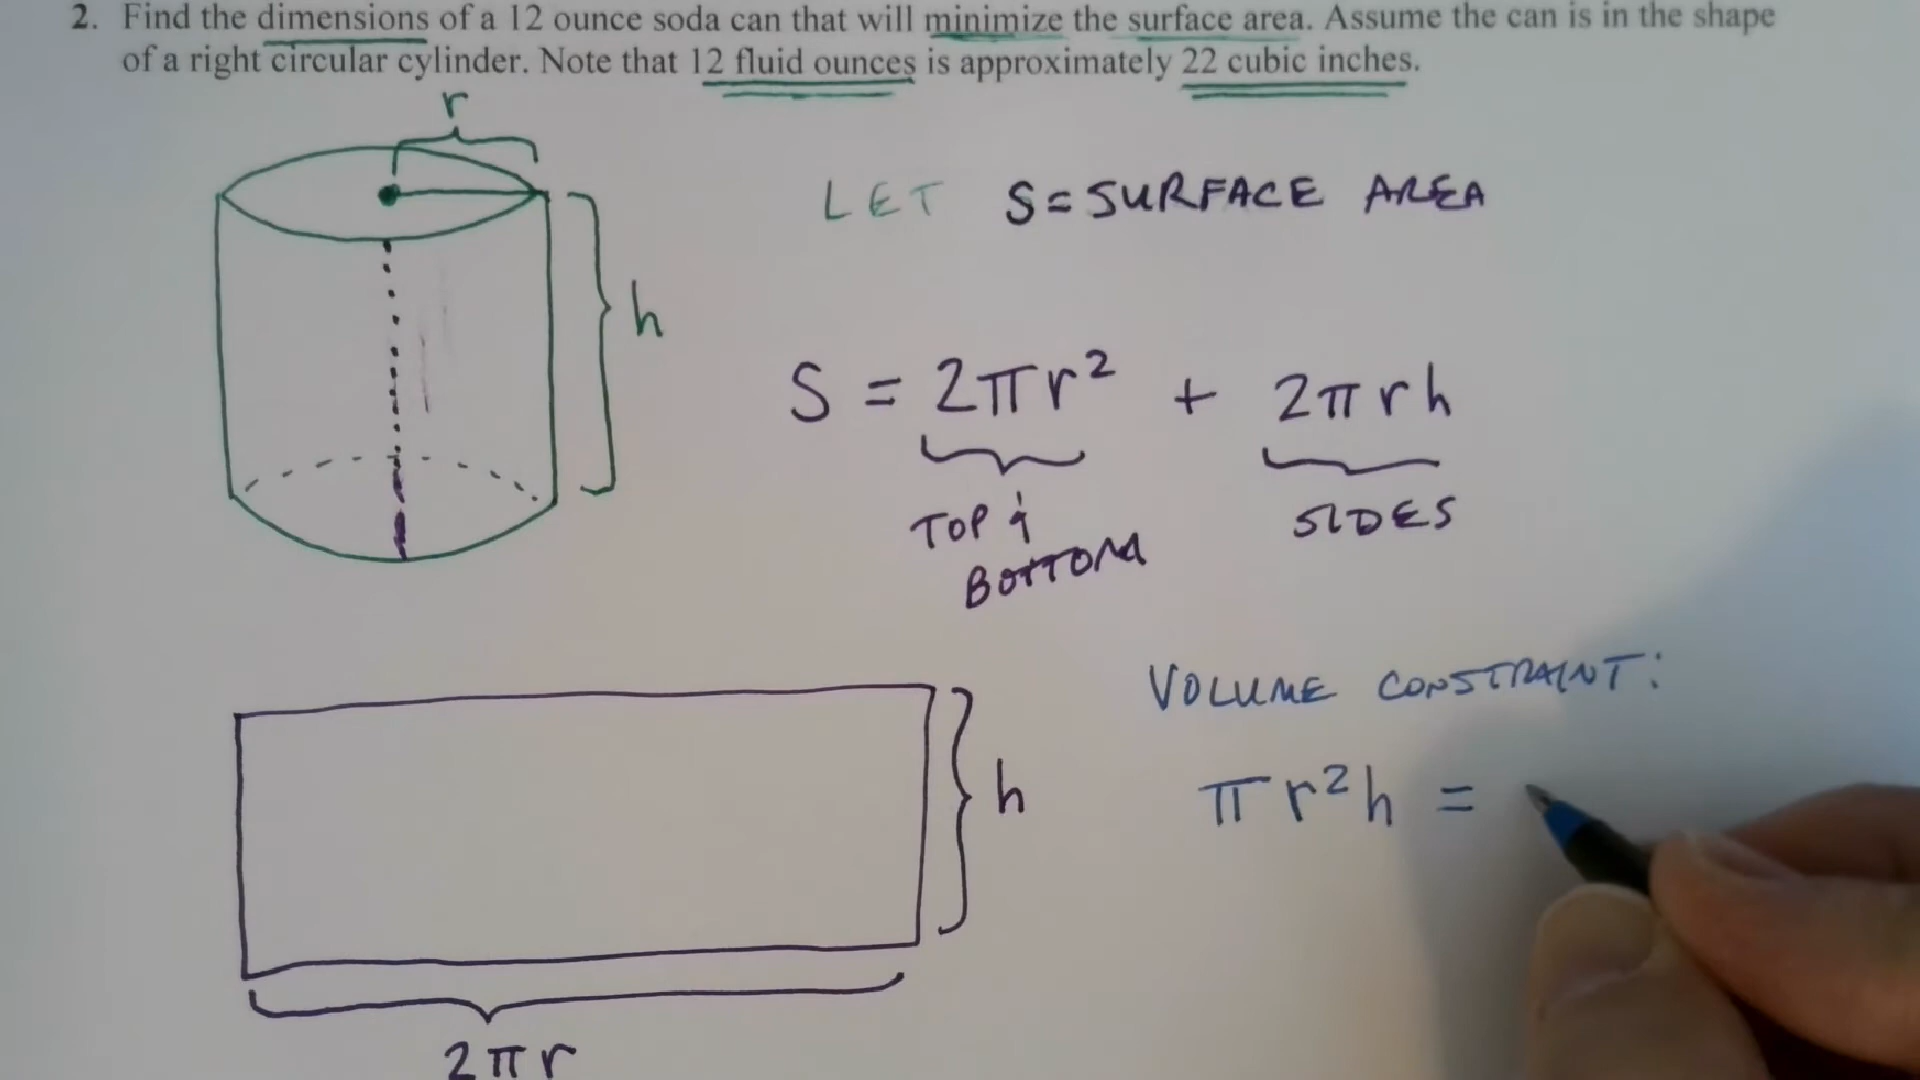 2. Find the dimensions of a 12 ounce soda can that will minimize the surface area. Assume the can is in the shape
of a right circular cylinder. Note that 12 fluid ounces is approximately 22 cubic inches.
r
h
LET S = SURFACE AREA
S = 2πr² + 2πrh
TOP &
BOTTOM
SIDES
VOLUME CONSTRAINT:
πr²h =
h
2πr